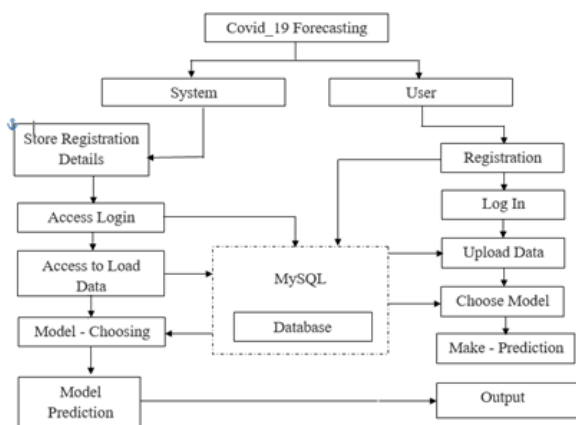 Covid_19 Forecasting
System
User
Store Registration
Details
Registration
Access Login
Log In
Access to Load
Data
MySQL
Upload Data
Database
Choose Model
Model - Choosing
Make - Prediction
Model
Prediction
Output